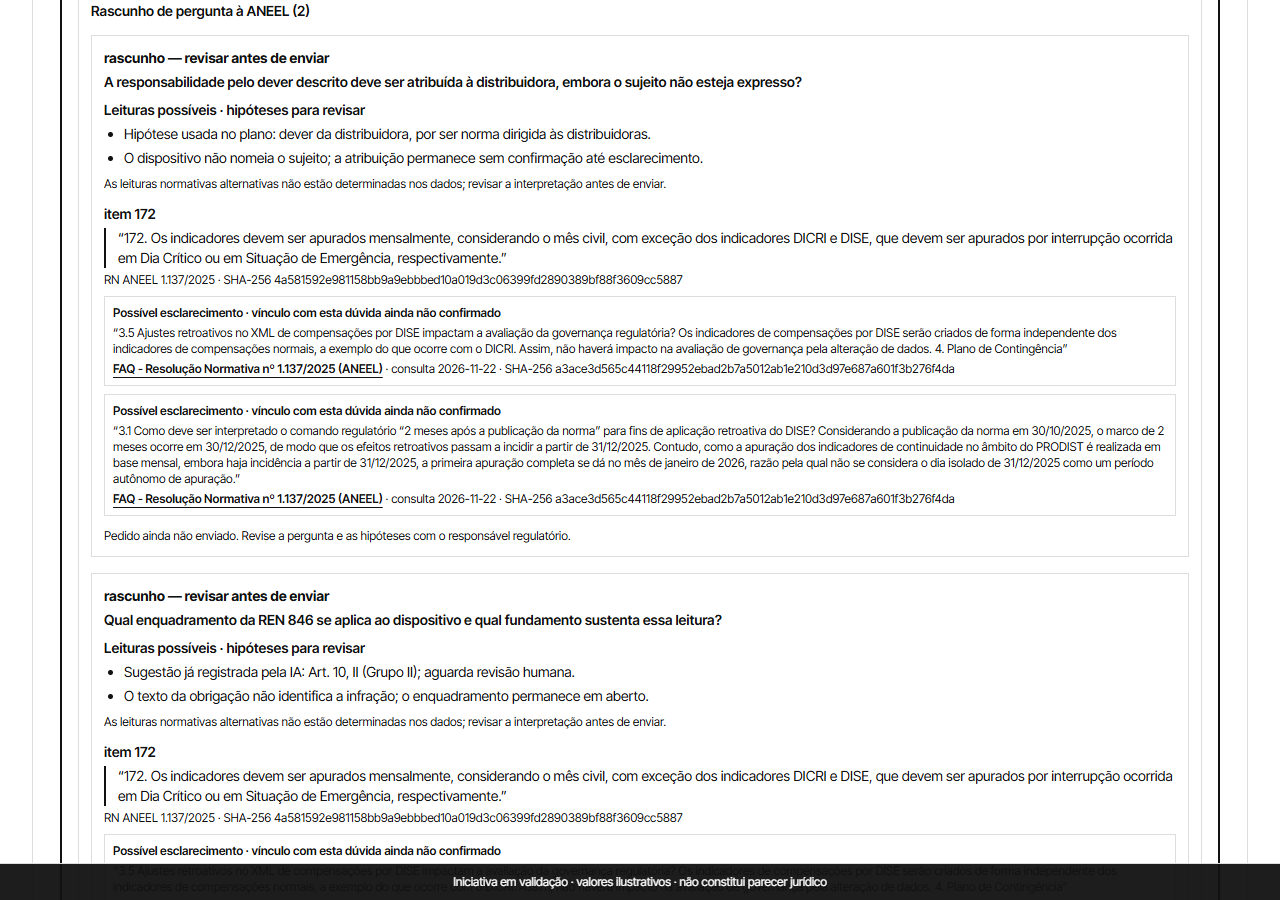 Rascunho de pergunta à ANEEL (2)
rascunho — revisar antes de enviar
A responsabilidade pelo dever descrito deve ser atribuída à distribuidora, embora o sujeito não esteja expresso?
Leituras possíveis · hipóteses para revisar
• Hipótese usada no plano: dever da distribuidora, por ser norma dirigida às distribuidoras.
• O dispositivo não nomeia o sujeito; a atribuição permanece sem confirmação até esclarecimento.
As leituras normativas alternativas não estão determinadas nos dados; revisar a interpretação antes de enviar.
item 172
“172. Os indicadores devem ser apurados mensalmente, considerando o mês civil, com exceção dos indicadores DICRI e DISE, que devem ser apurados por interrupção ocorrida
em Dia Crítico ou em Situação de Emergência, respectivamente.”
RN ANEEL 1.137/2025 · SHA-256 4a581592e981158bb9a9ebbbed10a019d3c06399fd2890389bf88f3609cc5887
Possível esclarecimento · vínculo com esta dúvida ainda não confirmado
“3.5 Ajustes retroativos no XML de compensações por DISE impactam a avaliação da governança regulatória? Os indicadores de compensações por DISE serão criados de forma independente dos
indicadores de compensações normais, a exemplo do que ocorre com o DICRI. Assim, não haverá impacto na avaliação de governança pela alteração de dados. 4. Plano de Contingência”
FAQ - Resolução Normativa nº 1.137/2025 (ANEEL) · consulta 2026-11-22 · SHA-256 a3ace3d565c44118f29952ebad2b7a5012ab1e210d3d97e687a601f3b276f4da
Possível esclarecimento · vínculo com esta dúvida ainda não confirmado
“3.1 Como deve ser interpretado o comando regulatório “2 meses após a publicação da norma” para fins de aplicação retroativa do DISE? Considerando a publicação da norma em 30/10/2025, o marco de 2
meses ocorre em 30/12/2025, de modo que os efeitos retroativos passam a incidir a partir de 31/12/2025. Contudo, como a apuração dos indicadores de continuidade no âmbito do PRODIST é realizada em
base mensal, embora haja incidência a partir de 31/12/2025, a primeira apuração completa se dá no mês de janeiro de 2026, razão pela qual não se considera o dia isolado de 31/12/2025 como um período
autônomo de apuração.”
FAQ - Resolução Normativa nº 1.137/2025 (ANEEL) · consulta 2026-11-22 · SHA-256 a3ace3d565c44118f29952ebad2b7a5012ab1e210d3d97e687a601f3b276f4da
Pedido ainda não enviado. Revise a pergunta e as hipóteses com o responsável regulatório.
rascunho — revisar antes de enviar
Qual enquadramento da REN 846 se aplica ao dispositivo e qual fundamento sustenta essa leitura?
Leituras possíveis · hipóteses para revisar
• Sugestão já registrada pela IA: Art. 10, II (Grupo II); aguarda revisão humana.
• O texto da obrigação não identifica a infração; o enquadramento permanece em aberto.
As leituras normativas alternativas não estão determinadas nos dados; revisar a interpretação antes de enviar.
item 172
“172. Os indicadores devem ser apurados mensalmente, considerando o mês civil, com exceção dos indicadores DICRI e DISE, que devem ser apurados por interrupção ocorrida
em Dia Crítico ou em Situação de Emergência, respectivamente.”
RN ANEEL 1.137/2025 · SHA-256 4a581592e981158bb9a9ebbbed10a019d3c06399fd2890389bf88f3609cc5887
Possível esclarecimento · vínculo com esta dúvida ainda não confirmado
Iniciativa em validação · valores ilustrativos · não constitui parecer jurídico